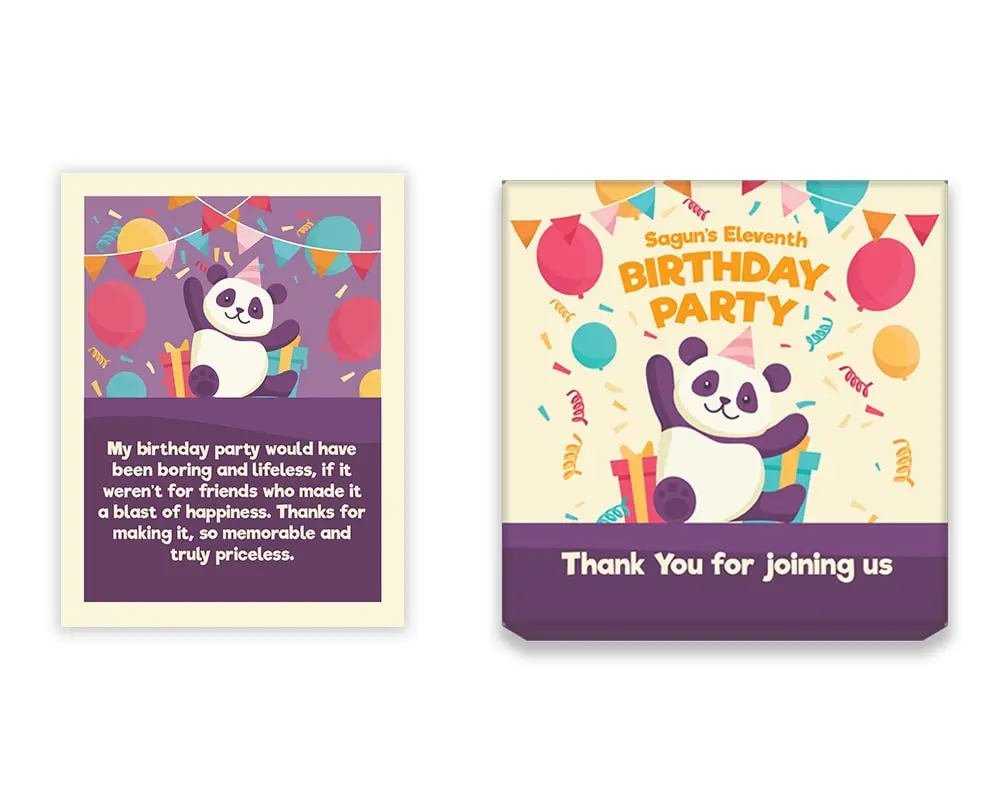 My birthday party would have
been boring and lifeless, if it
weren't for friends who made it
a blast of happiness. Thanks for
making it, so memorable and
truly priceless.
Sagun's Eleventh
BIRTHDAY
PARTY
Thank You for joining us